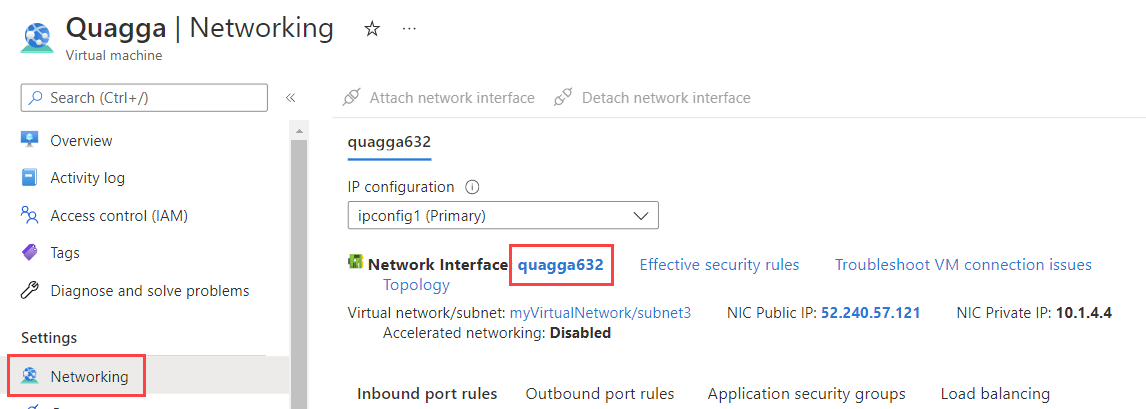 Quagga | Networking
Virtual machine
Search (Ctrl+/)
Overview
Activity log
Access control (IAM)
Tags
Diagnose and solve problems
Settings
Networking
Attach network interface
Detach network interface
quagga632
IP configuration
ipconfig1 (Primary)
Network Interface: quagga632 Effective security rules Troubleshoot VM connection issues
Topology
Virtual network/subnet: myVirtualNetwork/subnet3 NIC Public IP: 52.240.57.121 NIC Private IP: 10.1.4.4
Accelerated networking: Disabled
Inbound port rules Outbound port rules Application security groups Load balancing